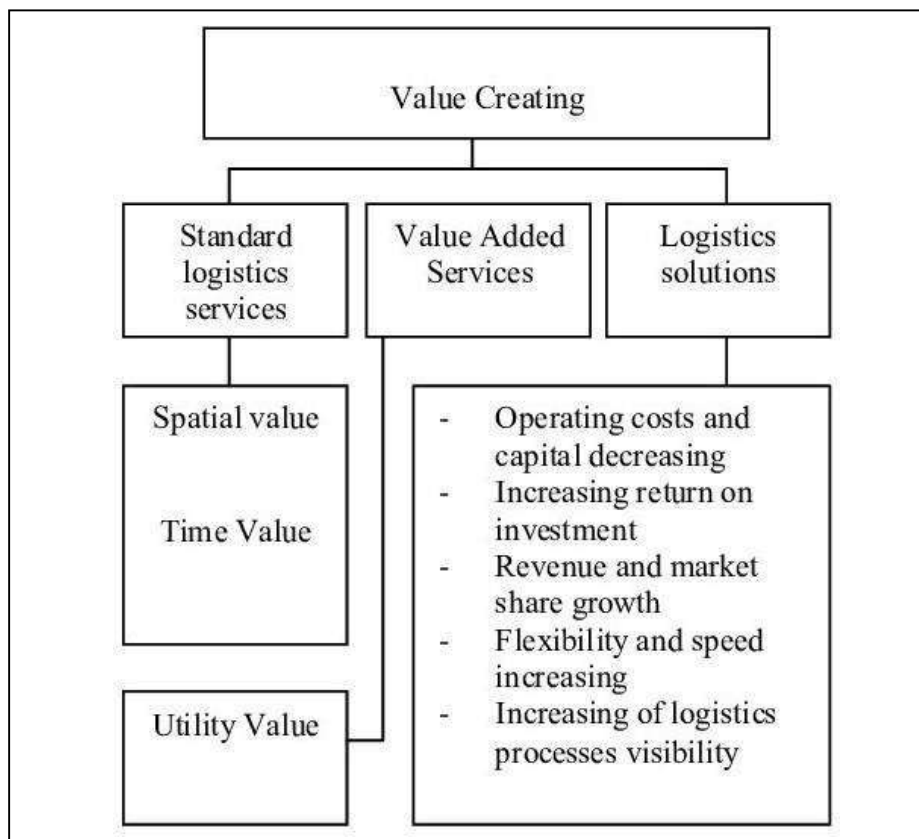 Value Creating
Standard
logistics
services
Value Added
Services
Logistics
solutions
Spatial value
Time Value
Utility Value
- Operating costs and
capital decreasing
- Increasing return on
investment
- Revenue and market
share growth
- Flexibility and speed
increasing
- Increasing of logistics
processes visibility